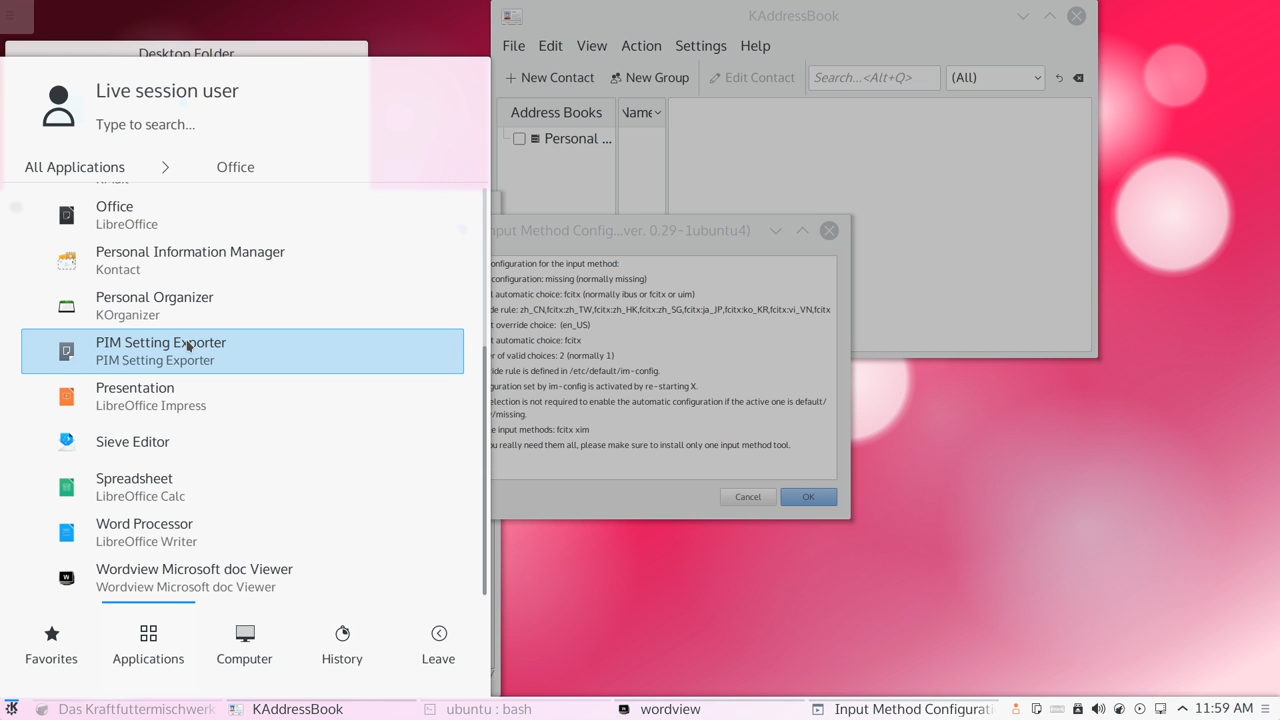 Desktop Folder
Live session user
Type to search...
All Applications
Office
Office
LibreOffice
Personal Information Manager
Kontact
Personal Organizer
KOrganizer
PIM Setting Exporter
PIM Setting Exporter
Presentation
LibreOffice Impress
Sieve Editor
Spreadsheet
LibreOffice Calc
Word Processor
LibreOffice Writer
Wordview Microsoft doc Viewer
Wordview Microsoft doc Viewer
Favorites
Applications
Computer
History
Leave
KAddressBook
File Edit View Action Settings Help
New Contact New Group Edit Contact Search...<Alt+Q> (All)
Address Books
Name
Personal ...
nput Method Config...ver. 0.29-1ubuntu4)
onfiguration for the input method:
configuration: missing (normally missing)
l automatic choice: fcitx (normally ibus or fcitx or uim)
de rule: zh_CN,fcitx:zh_TW,fcitx:zh_HK,fcitx:zh_SG,fcitx:ja_JP,fcitx:ko_KR,fcitx:vi_VN,fcitx
t override choice: (en_US)
t automatic choice: fcitx
er of valid choices: 2 (normally 1)
ride rule is defined in /etc/default/im-config.
guration set by im-config is activated by re-starting X.
election is not required to enable the automatic configuration if the active one is default/
/missing.
e input methods: fcitx xim
ou really need them all, please make sure to install only one input method tool.
Cancel OK
Das Kraftfuttermischwerk KAddressBook ubuntu : bash wordview Input Method Configurati 11:59 AM